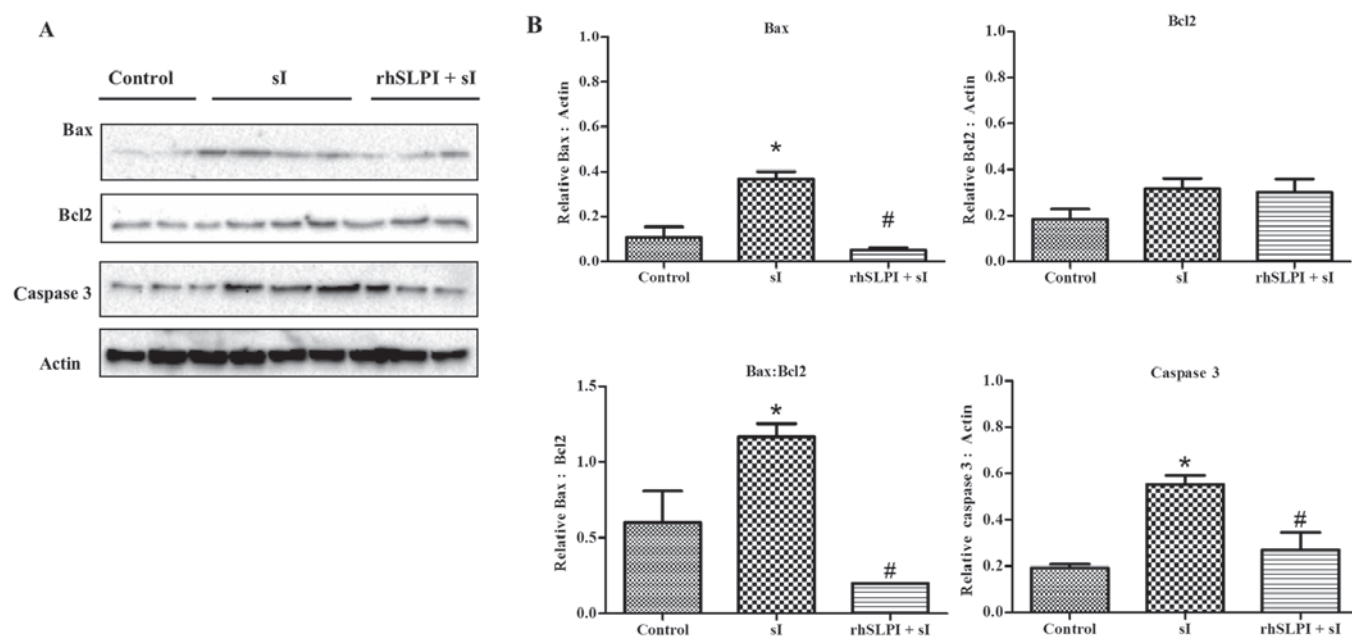 A
Control sI rhSLPI + sI
Bax
Bcl2
Caspase 3
Actin
B
Bax
Relative Bax : Actin
1.0
0.8
0.6
0.4
0.2
0.0
*
#
Control sI rhSLPI + sI
Bcl2
Relative Bcl2 : Actin
1.0
0.8
0.6
0.4
0.2
0.0
Control sI rhSLPI + sI
Bax:Bcl2
Relative Bax : Bcl2
1.5
1.0
0.5
0.0
*
#
Control sI rhSLPI + sI
Caspase 3
Relative caspase 3 : Actin
1.0
0.8
0.6
0.4
0.2
0.0
*
#
Control sI rhSLPI + sI